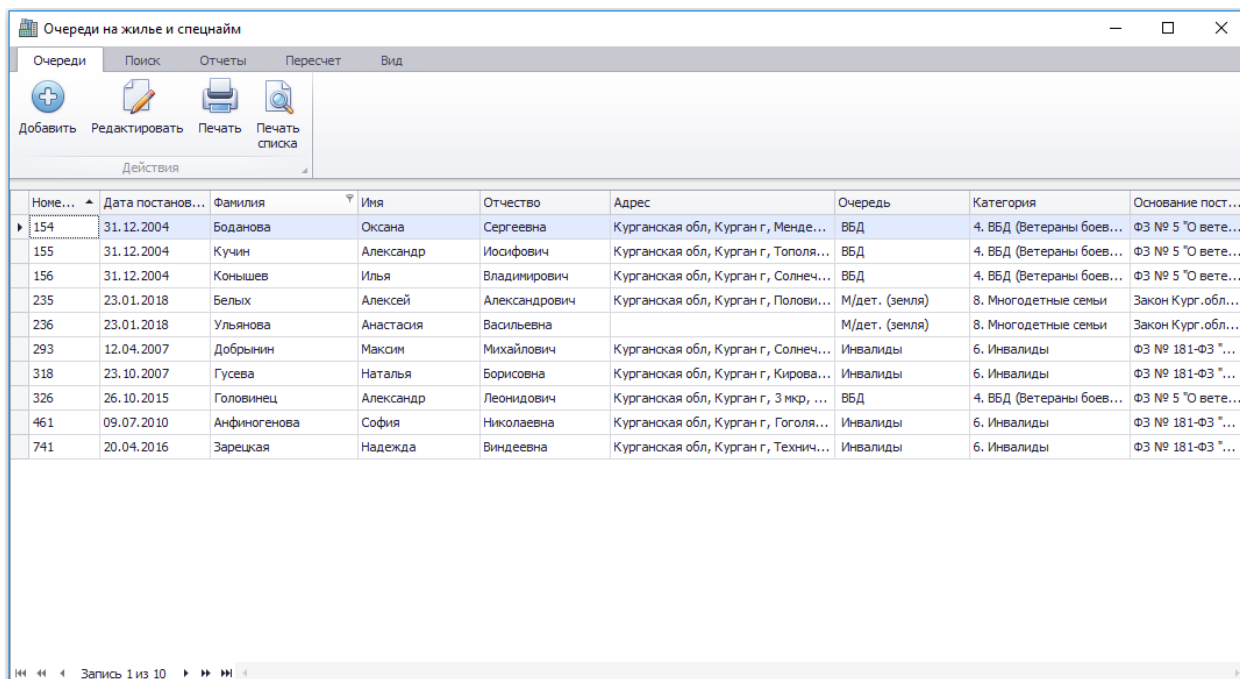 Очереди на жилье и спецнайм
Очереди Поиск Отчеты Пересчет Вид
Добавить Редактировать Печать Печать списка
Действия
Номе... Дата постанов... Фамилия Имя Отчество Адрес Очередь Категория Основание пост...
154 31.12.2004 Боданова Оксана Сергеевна Курганская обл, Курган г, Менде... ВБД 4. ВБД (Ветераны боев... ФЗ № 5 "О вете...
155 31.12.2004 Кучин Александр Иосифович Курганская обл, Курган г, Тополя... ВБД 4. ВБД (Ветераны боев... ФЗ № 5 "О вете...
156 31.12.2004 Конышев Илья Владимирович Курганская обл, Курган г, Солнеч... ВБД 4. ВБД (Ветераны боев... ФЗ № 5 "О вете...
235 23.01.2018 Белых Алексей Александрович Курганская обл, Курган г, Полови... М/дет. (земля) 8. Многодетные семьи Закон Кург.обл...
236 23.01.2018 Ульянова Анастасия Васильевна М/дет. (земля) 8. Многодетные семьи Закон Кург.обл...
293 12.04.2007 Добрынин Максим Михайлович Курганская обл, Курган г, Солнеч... Инвалиды 6. Инвалиды ФЗ № 181-ФЗ "...
318 23.10.2007 Гусева Наталья Борисовна Курганская обл, Курган г, Кирова... Инвалиды 6. Инвалиды ФЗ № 181-ФЗ "...
326 26.10.2015 Головинец Александр Леонидович Курганская обл, Курган г, 3 мкр, ... ВБД 4. ВБД (Ветераны боев... ФЗ № 5 "О вете...
461 09.07.2010 Анфиногенова София Николаевна Курганская обл, Курган г, Гоголя... Инвалиды 6. Инвалиды ФЗ № 181-ФЗ "...
741 20.04.2016 Зарецкая Надежда Виндеевна Курганская обл, Курган г, Технич... Инвалиды 6. Инвалиды ФЗ № 181-ФЗ "...
Запись 1 из 10